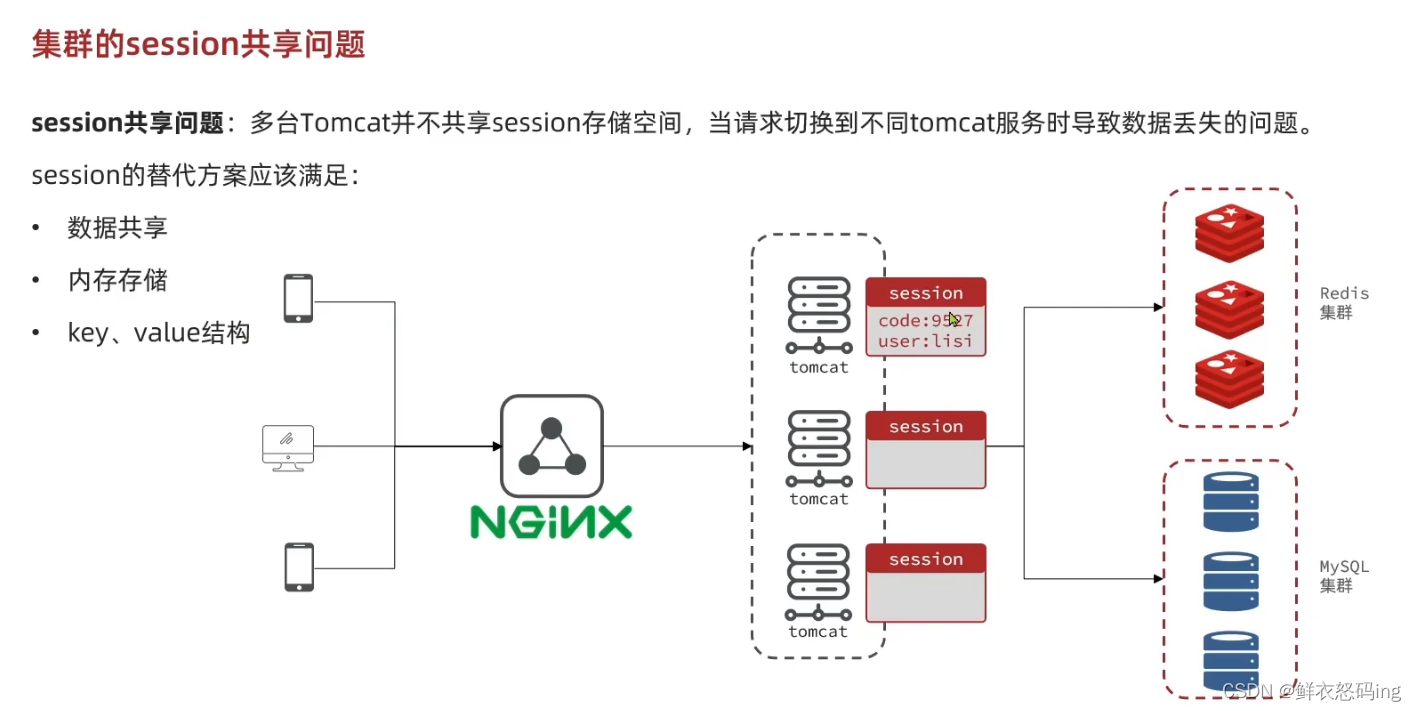 集群的session共享问题
session共享问题：多台Tomcat并不共享session存储空间，当请求切换到不同tomcat服务时导致数据丢失的问题。
session的替代方案应该满足：
• 数据共享
• 内存存储
• key、value结构
NGINX
session
code:9527
user:lisi
tomcat
session
tomcat
session
tomcat
Redis
集群
MySQL
集群
CSDN @鲜衣怒码ing